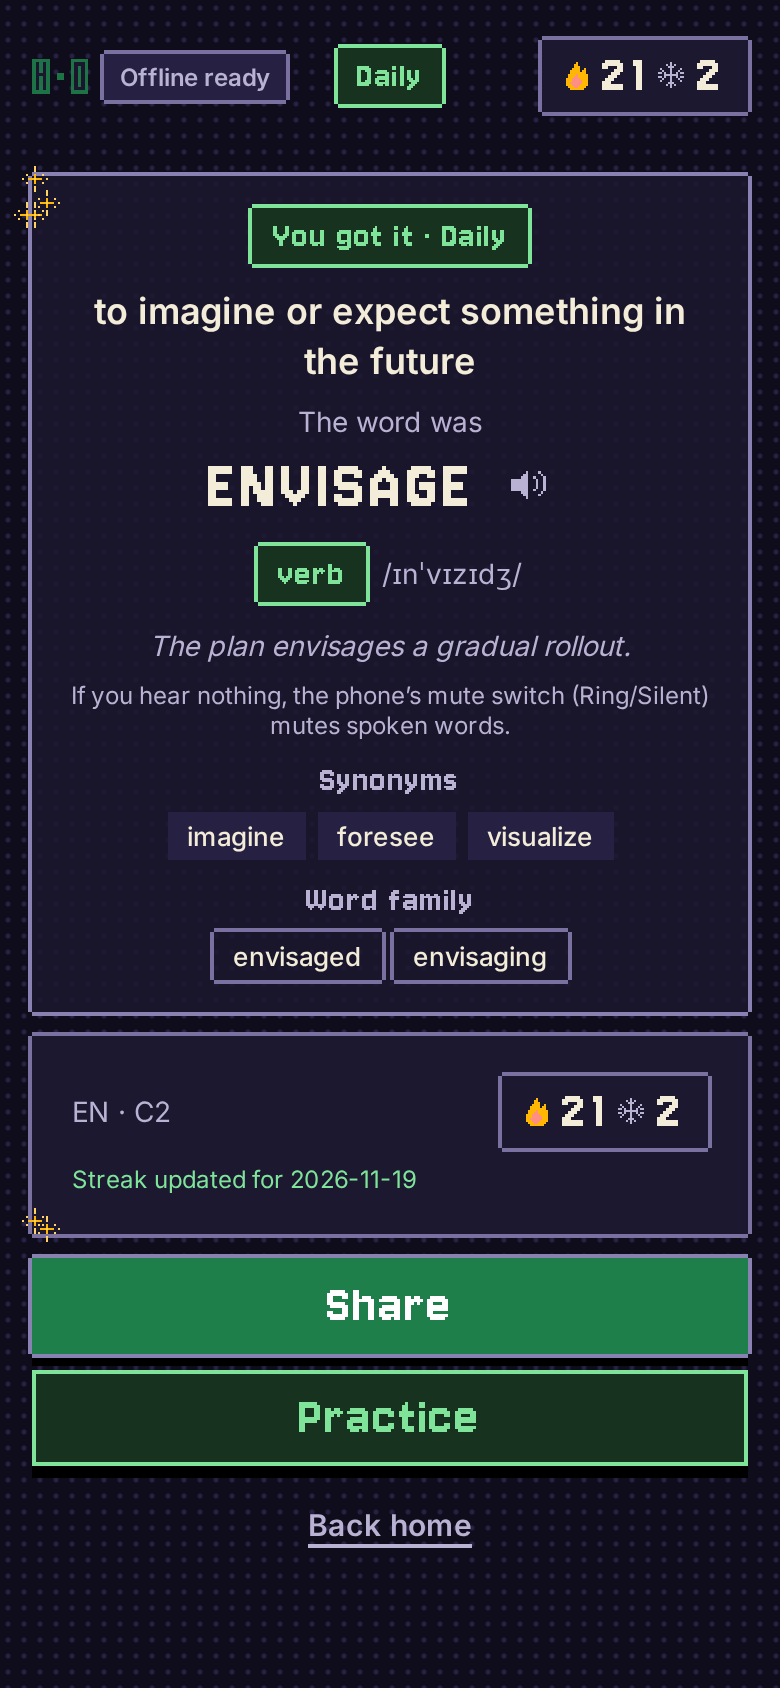 Offline ready
Daily
21 2
You got it · Daily
to imagine or expect something in
the future
The word was
ENVISAGE
verb /ɪnˈvɪzɪdʒ/
The plan envisages a gradual rollout.
If you hear nothing, the phone’s mute switch (Ring/Silent)
mutes spoken words.
Synonyms
imagine foresee visualize
Word family
envisaged envisaging
EN · C2
21 2
Streak updated for 2026-11-19
Share
Practice
Back home